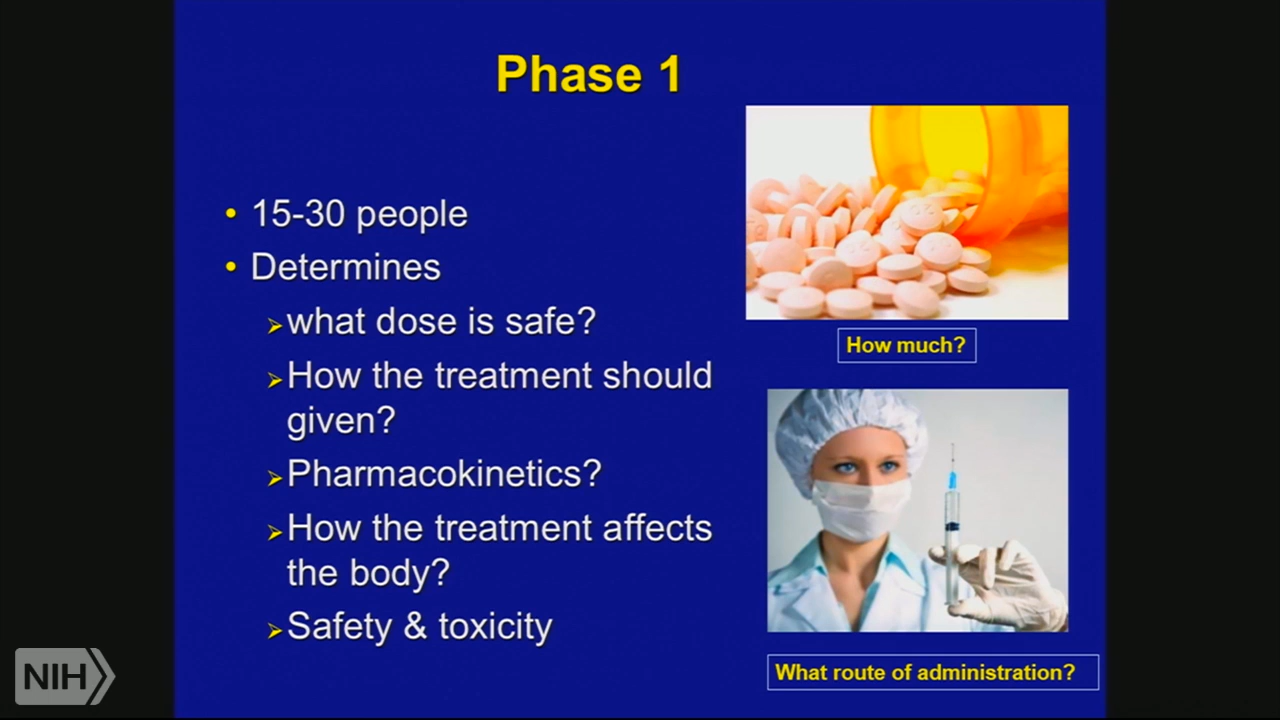 Phase 1
• 15-30 people
• Determines
➢what dose is safe?
➢How the treatment should
given?
➢Pharmacokinetics?
➢How the treatment affects
the body?
➢Safety & toxicity
How much?
What route of administration?
NIH